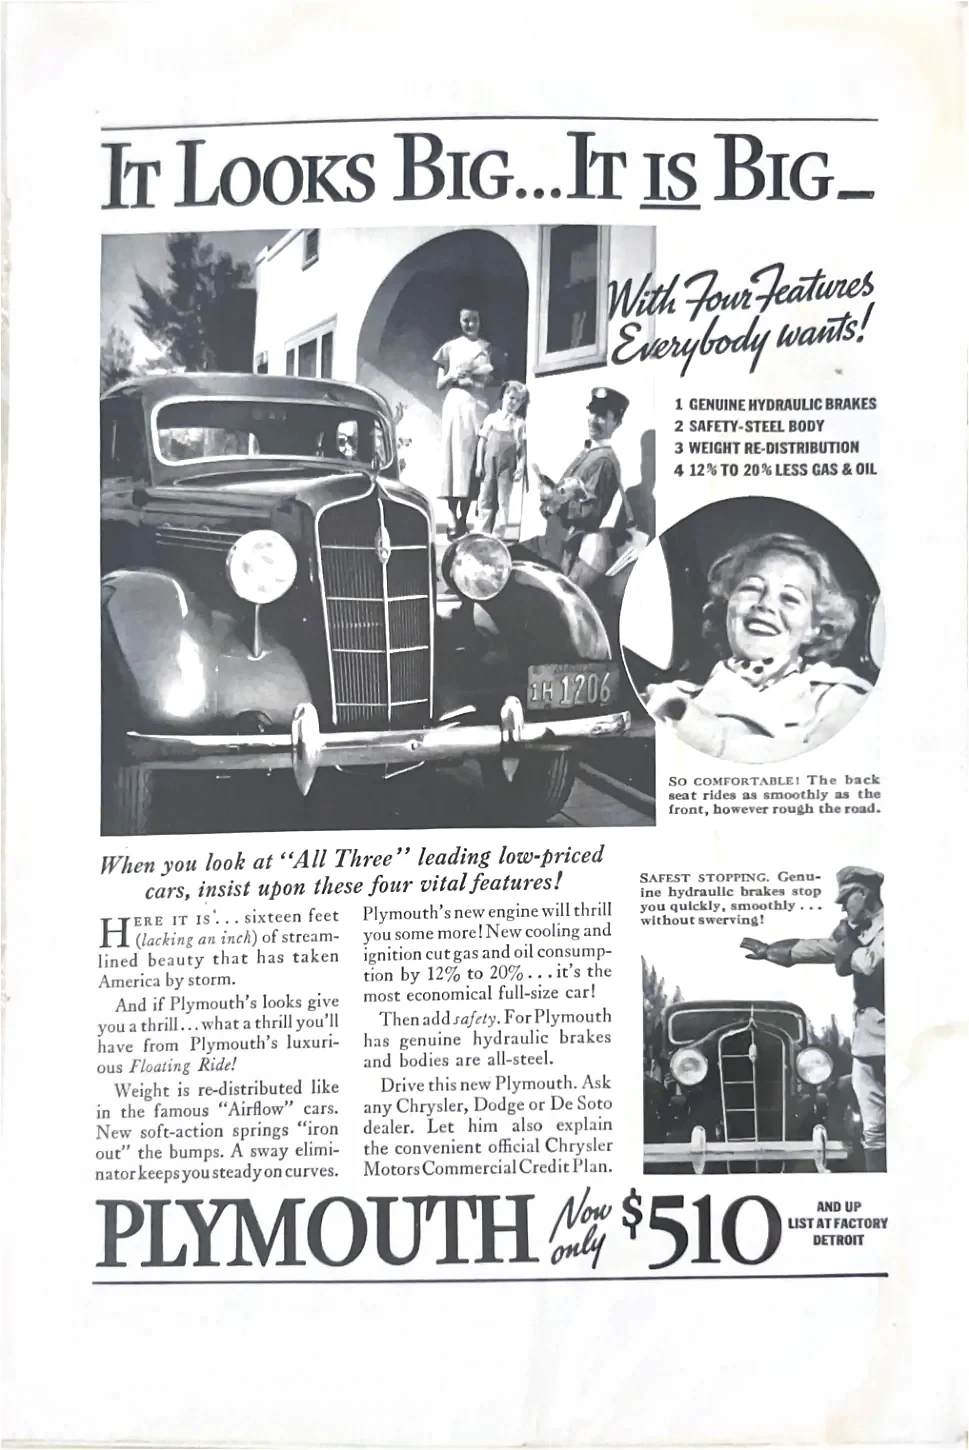 IT LOOKS BIG...IT IS BIG_
With Four Features
Everybody wants!
1 GENUINE HYDRAULIC BRAKES
2 SAFETY-STEEL BODY
3 WEIGHT RE-DISTRIBUTION
4 12% TO 20% LESS GAS & OIL
1H 1206
SO COMFORTABLE! The back
seat rides as smoothly as the
front, however rough the road.
When you look at “All Three” leading low-priced
cars, insist upon these four vital features!
HERE IT IS... sixteen feet
(lacking an inch) of stream-
lined beauty that has taken
America by storm.
And if Plymouth's looks give
you a thrill...what a thrill you'll
have from Plymouth's luxuri-
ous Floating Ride!
Weight is re-distributed like
in the famous “Airflow” cars.
New soft-action springs “iron
out” the bumps. A sway elimi-
nator keeps you steady on curves.
Plymouth's new engine will thrill
you some more! New cooling and
ignition cut gas and oil consump-
tion by 12% to 20%...it's the
most economical full-size car!
Then add safety. For Plymouth
has genuine hydraulic brakes
and bodies are all-steel.
Drive this new Plymouth. Ask
any Chrysler, Dodge or De Soto
dealer. Let him also explain
the convenient official Chrysler
Motors Commercial Credit Plan.
SAFEST STOPPING. Genu-
ine hydraulic brakes stop
you quickly, smoothly ...
without swerving!
PLYMOUTH Now only $510
AND UP
LIST AT FACTORY
DETROIT